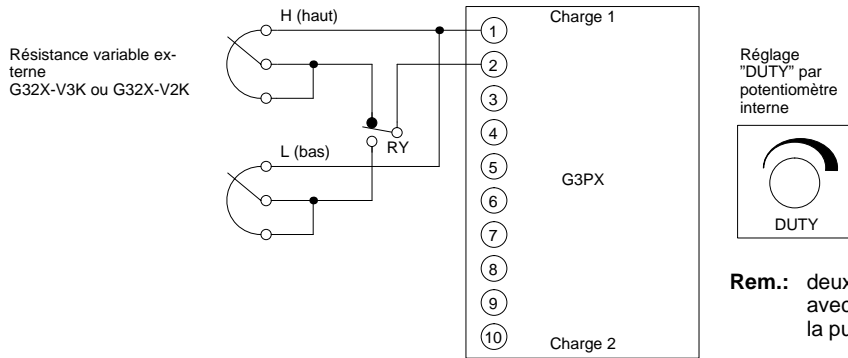 H (haut)
Charge 1
Résistance variable ex-
terne
G32X-V3K ou G32X-V2K
1
2
3
4
5
6
7
8
9
10
RY
L (bas)
G3PX
Charge 2
Réglage
"DUTY" par
potentiomètre
interne
DUTY
Rem.: deux
avec
la pu